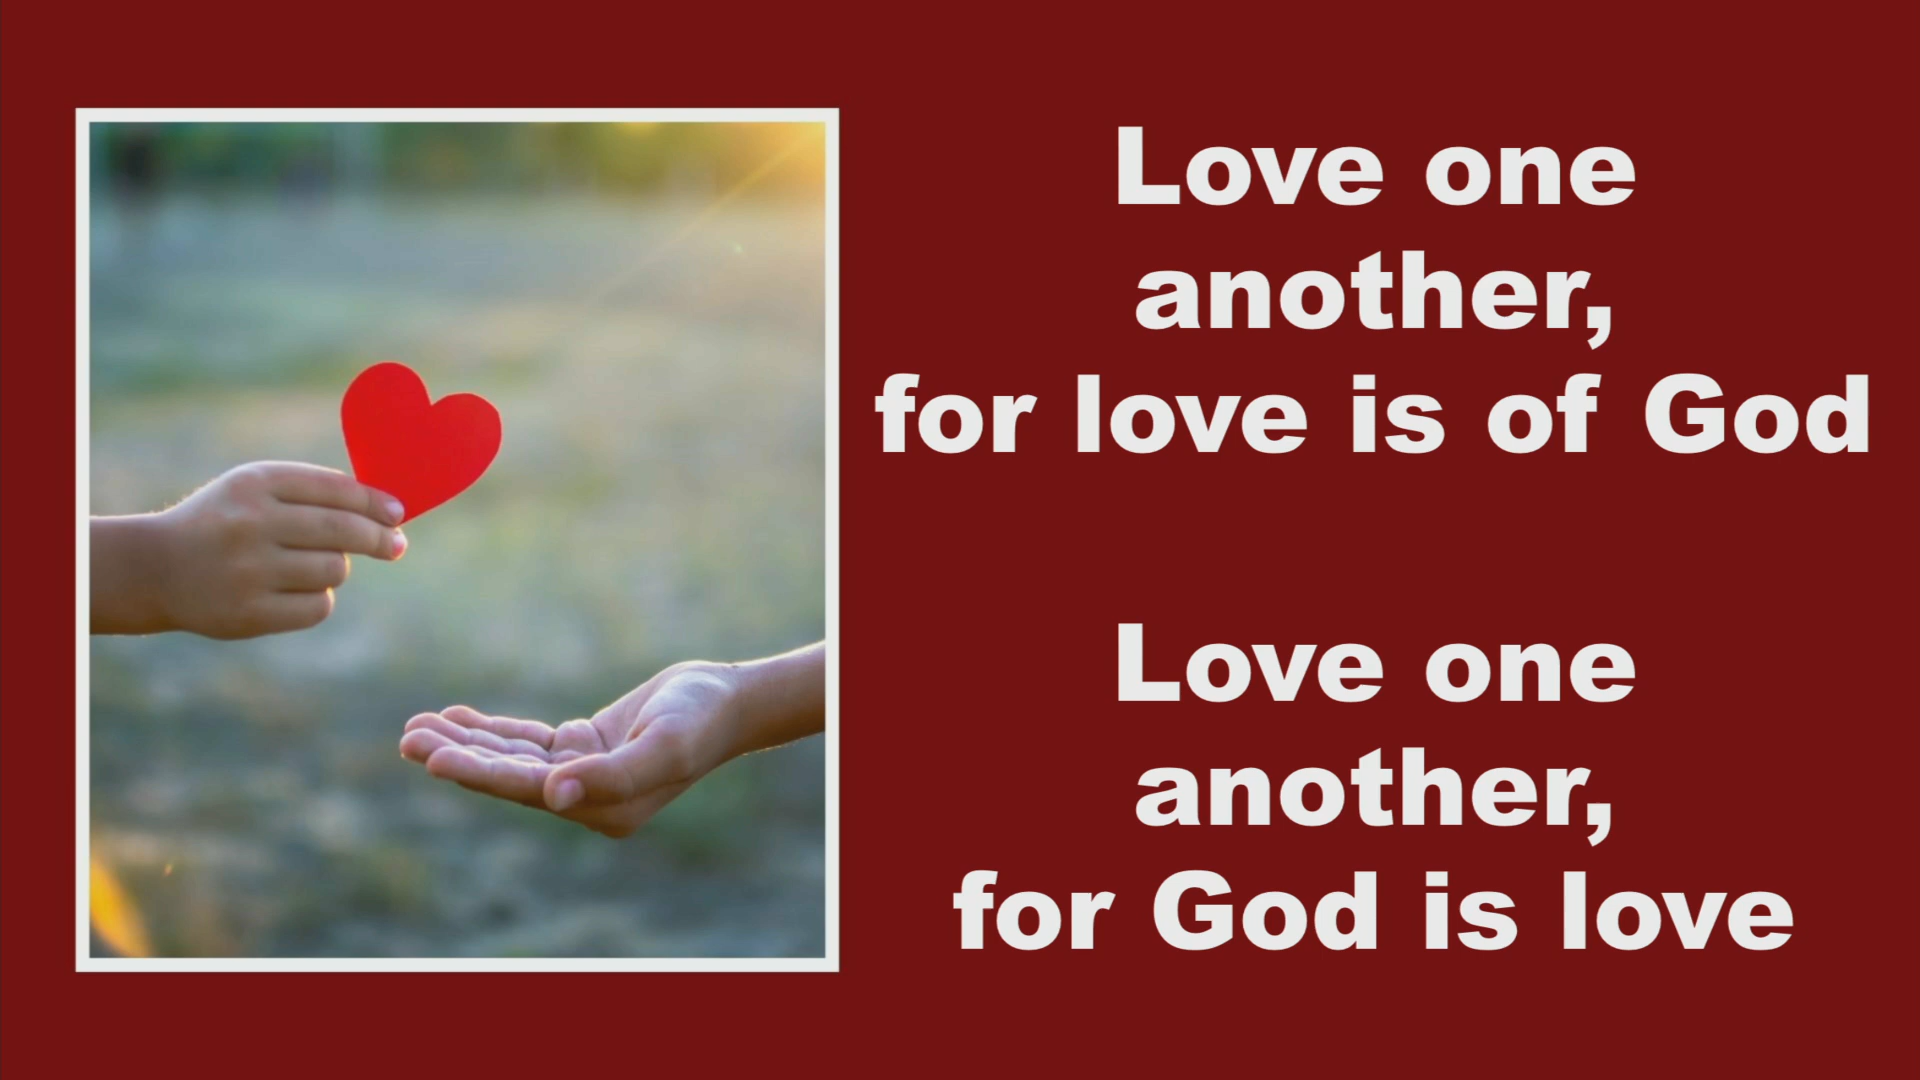 Love one
another,
for love is of God
Love one
another,
for God is love